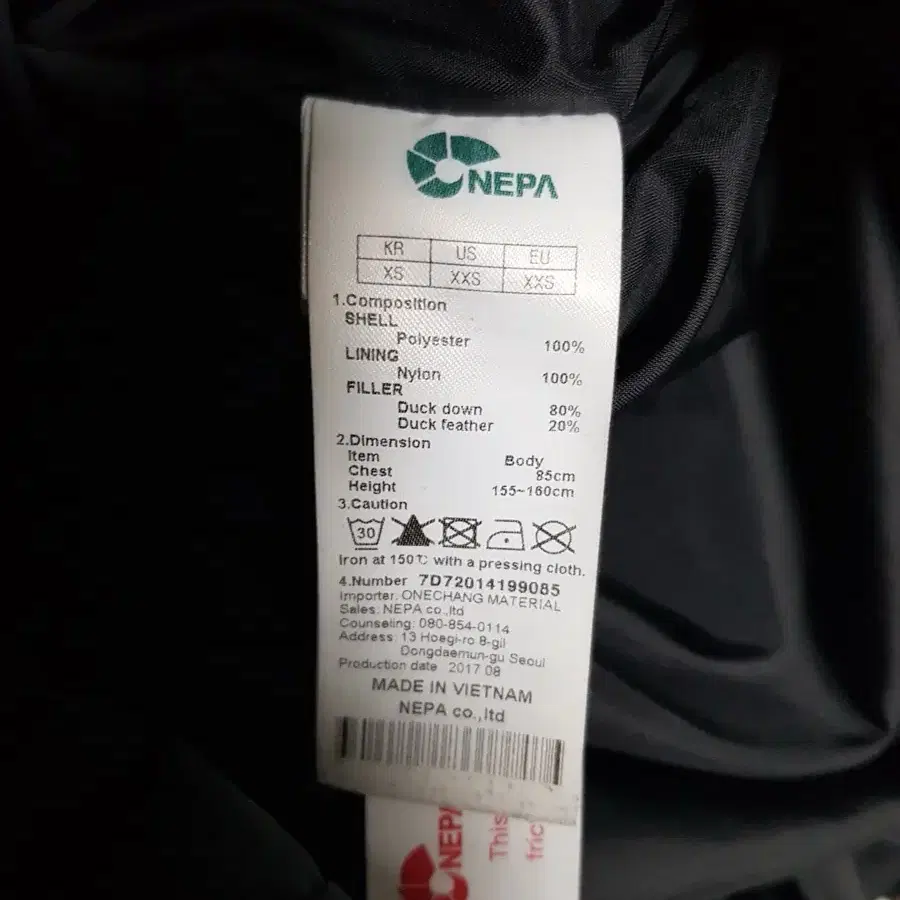 NEPA
KR US EU
XS XXS XXS
1.Composition
SHELL
Polyester 100%
LINING
Nylon 100%
FILLER
Duck down 80%
Duck feather 20%
2.Dimension
Item Body
Chest 85cm
Height 155~160cm
3.Caution
30
Iron at 150℃ with a pressing cloth.
4.Number 7D72014199085
Importer: ONECHANG MATERIAL
Sales: NEPA co.,ltd
Counseling: 080-854-0114
Address: 13 Hoegi-ro 8-gil
Dongdaemun-gu Seoul
Production date 2017 08
MADE IN VIETNAM
NEPA co.,ltd
NEPA
This